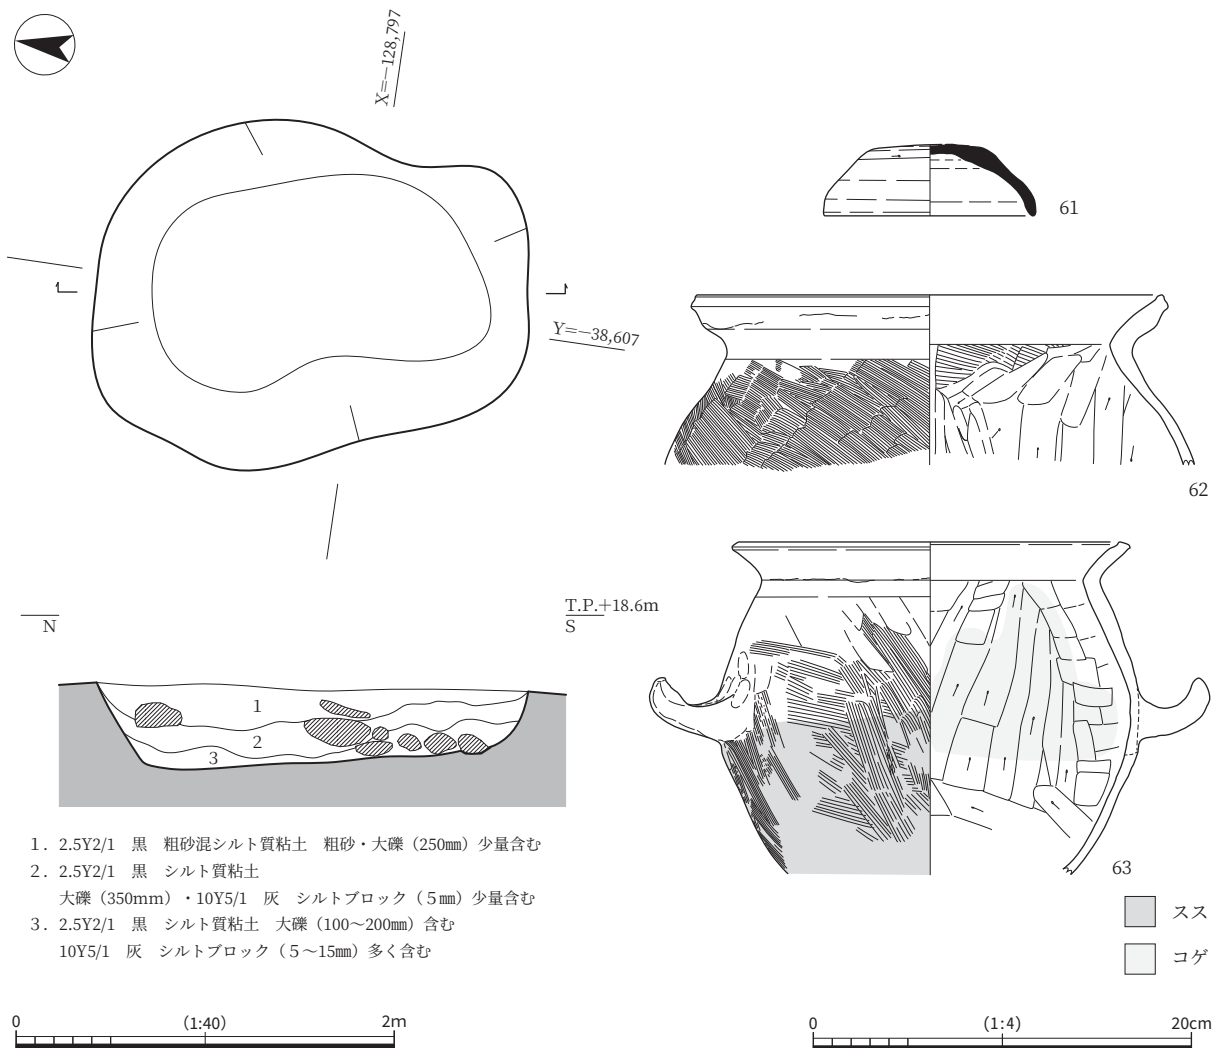 X=−128,797
Y=−38,607
61
62
63
T.P.+18.6m
N
S
1
2
3
1．2.5Y2/1　黒　粗砂混シルト質粘土　粗砂・大礫（250㎜）少量含む
2．2.5Y2/1　黒　シルト質粘土
大礫（350mm）・10Y5/1　灰　シルトブロック（５㎜）少量含む
3．2.5Y2/1　黒　シルト質粘土　大礫（100～200㎜）含む
10Y5/1　灰　シルトブロック（５～15㎜）多く含む
スス
コゲ
0　（1:40）　2m
0　（1:4）　20cm